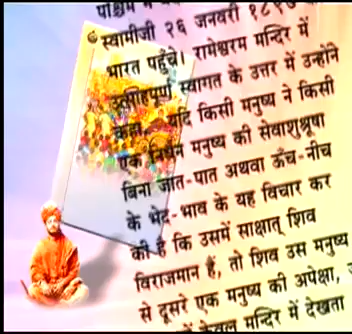 पश्चिम में
स्वामीजी २६ जनवरी १८९७
भारत पहुँचे। रामेश्वरम मन्दिर में
उत्साहपूर्ण स्वागत के उत्तर में उन्होंने
कहा यदि किसी मनुष्य ने किसी
एक निर्धन मनुष्य की सेवाशुश्रूषा
बिना जात-पात अथवा ऊँच-नीच
के भेद-भाव के यह विचार कर
की है कि उसमें साक्षात् शिव
विराजमान हैं, तो शिव उस मनुष्य
से दूसरे एक मनुष्य की अपेक्षा,
केवल मन्दिर में देखता